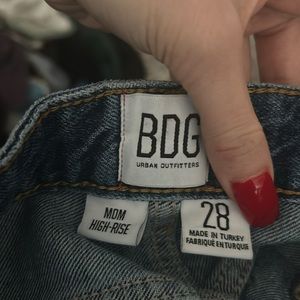 BDG
URBAN OUTFITTERS
MOM
HIGH-RISE
28
MADE IN TURKEY
FABRIQUÉ EN TURQUIE